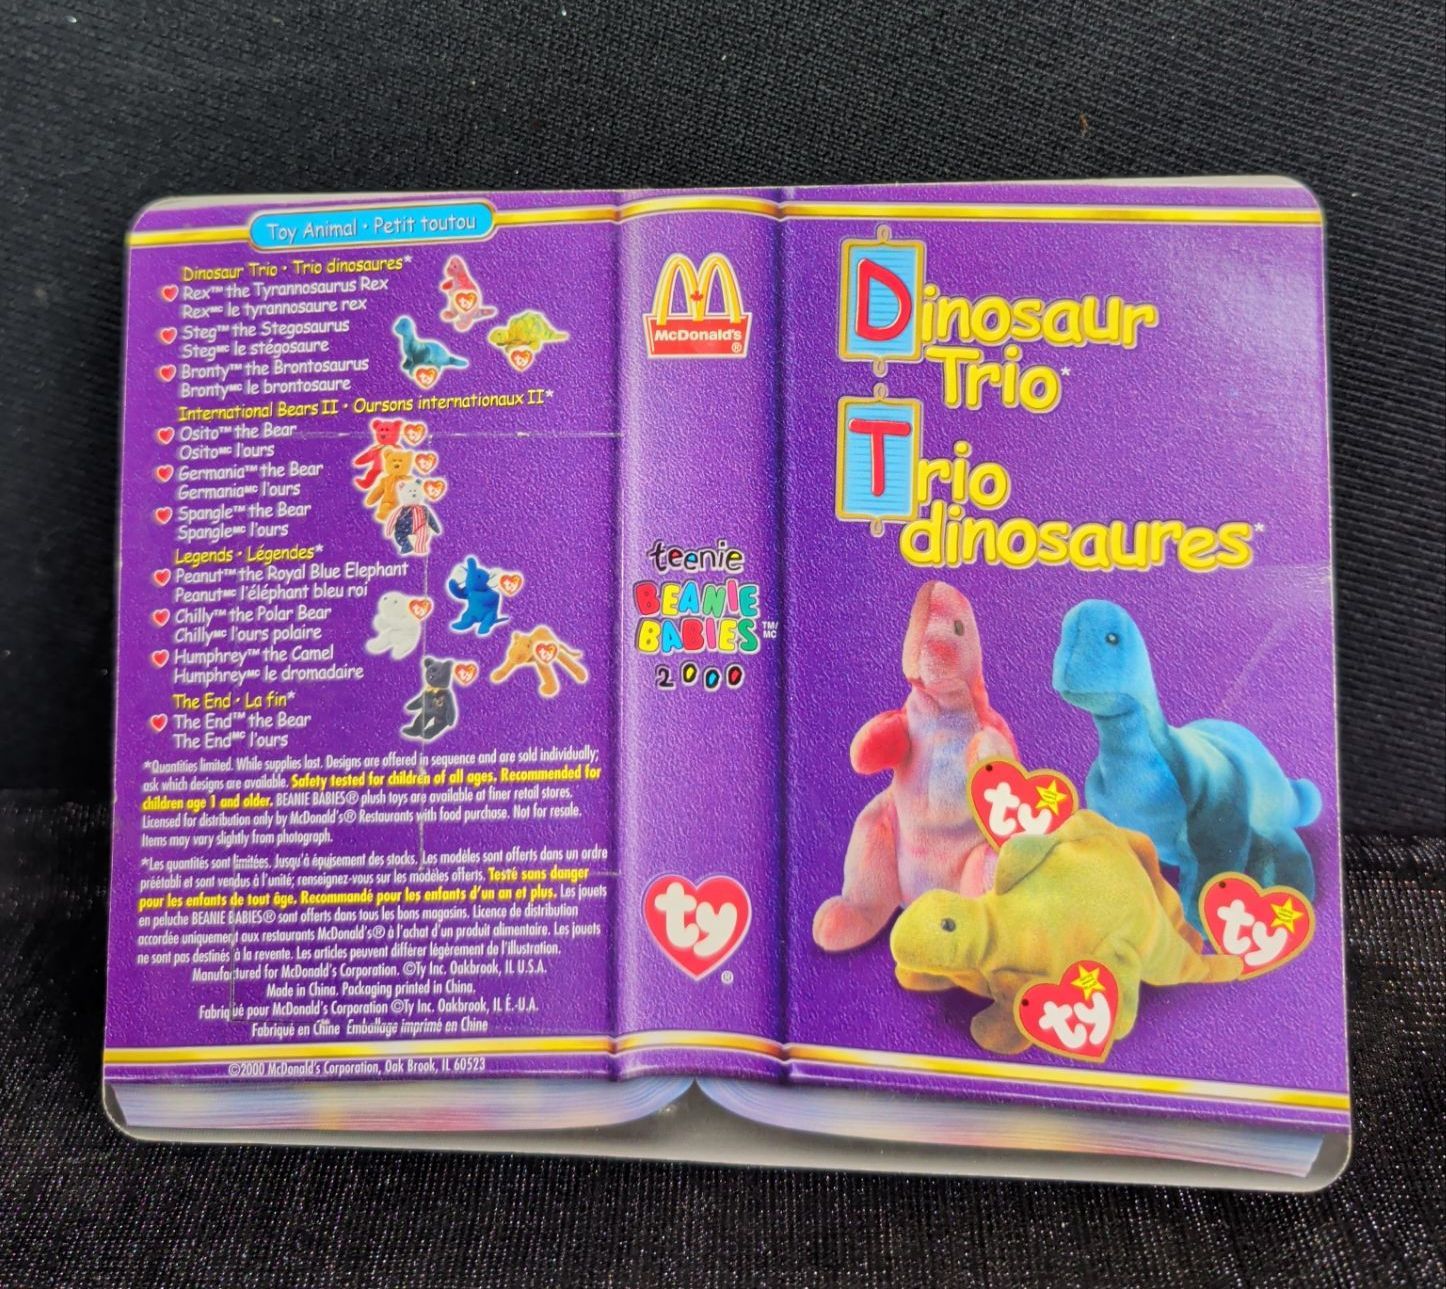 Toy Animal • Petit toutou
Dinosaur Trio • Trio dinosaures*
Rex™ the Tyrannosaurus Rex
Rexᴹᶜ le tyrannosaure rex
Steg™ the Stegosaurus
Stegᴹᶜ le stégosaure
Bronty™ the Brontosaurus
Brontyᴹᶜ le brontosaure
International Bears II • Oursons internationaux II*
Osito™ the Bear
Ositoᴹᶜ l'ours
Germania™ the Bear
Germaniaᴹᶜ l'ours
Spangle™ the Bear
Spangleᴹᶜ l'ours
Legends • Légendes*
Peanut™ the Royal Blue Elephant
Peanutᴹᶜ l'éléphant bleu roi
Chilly™ the Polar Bear
Chillyᴹᶜ l'ours polaire
Humphrey™ the Camel
Humphreyᴹᶜ le dromadaire
The End • La fin*
The End™ the Bear
The Endᴹᶜ l'ours
*Quantities limited. While supplies last. Designs are offered in sequence and are sold individually;
ask which designs are available. Safety tested for children of all ages. Recommended for
children age 1 and older. BEANIE BABIES® plush toys are available at finer retail stores.
Licensed for distribution only by McDonald's® Restaurants with food purchase. Not for resale.
Items may vary slightly from photograph.
*Les quantités sont limitées. Jusqu'à épuisement des stocks. Les modèles sont offerts dans un ordre
préétabli et sont vendus à l'unité; renseignez-vous sur les modèles offerts. Testé sans danger
pour les enfants de tout âge. Recommandé pour les enfants d'un an et plus. Les jouets
en peluche BEANIE BABIES® sont offerts dans tous les bons magasins. Licence de distribution
accordée uniquement aux restaurants McDonald's® à l'achat d'un produit alimentaire. Les jouets
ne sont pas destinés à la revente. Les articles peuvent différer légèrement de l'illustration.
Manufactured for McDonald's Corporation. ©Ty Inc. Oakbrook, IL U.S.A.
Made in China. Packaging printed in China.
Fabriqué pour McDonald's Corporation ©Ty Inc. Oakbrook, IL É.-U.A.
Fabriqué en Chine Emballage imprimé en Chine
©2000 McDonald's Corporation, Oak Brook, IL 60523
McDonald's
®
teenie
BEANIE
BABIES™/MC
2000
ty
®
Dinosaur
Trio*
Trio
dinosaures*
ty
ty
ty